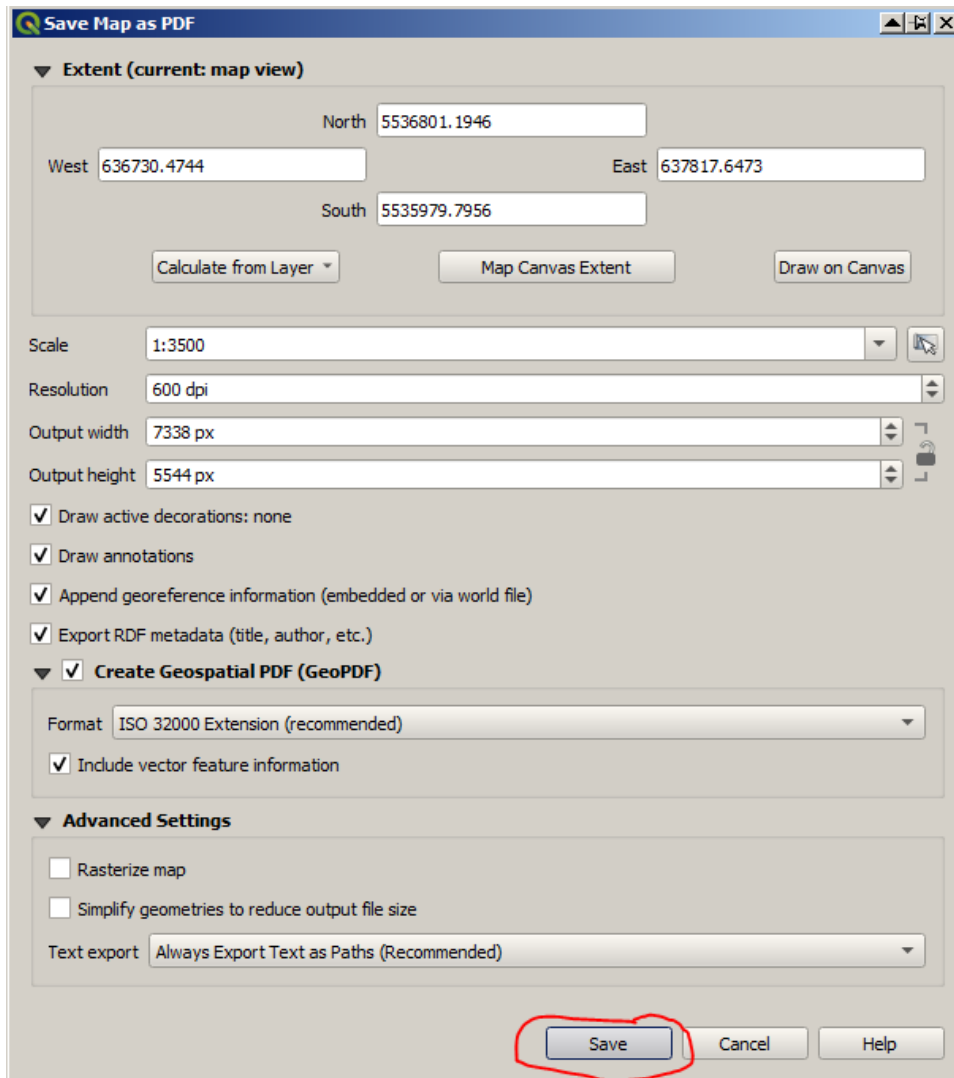 Save Map as PDF
Extent (current: map view)
North 5536801.1946
West 636730.4744 East 637817.6473
South 5535979.7956
Calculate from Layer Map Canvas Extent Draw on Canvas
Scale 1:3500
Resolution 600 dpi
Output width 7338 px
Output height 5544 px
Draw active decorations: none
Draw annotations
Append georeference information (embedded or via world file)
Export RDF metadata (title, author, etc.)
Create Geospatial PDF (GeoPDF)
Format ISO 32000 Extension (recommended)
Include vector feature information
Advanced Settings
Rasterize map
Simplify geometries to reduce output file size
Text export Always Export Text as Paths (Recommended)
Save Cancel Help